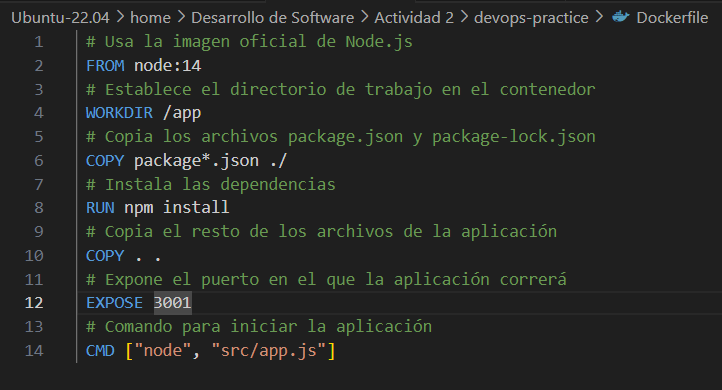 Ubuntu-22.04 > home > Desarrollo de Software > Actividad 2 > devops-practice > Dockerfile
1 # Usa la imagen oficial de Node.js
2 FROM node:14
3 # Establece el directorio de trabajo en el contenedor
4 WORKDIR /app
5 # Copia los archivos package.json y package-lock.json
6 COPY package*.json ./
7 # Instala las dependencias
8 RUN npm install
9 # Copia el resto de los archivos de la aplicación
10 COPY . .
11 # Expone el puerto en el que la aplicación correrá
12 EXPOSE 3001
13 # Comando para iniciar la aplicación
14 CMD ["node", "src/app.js"]